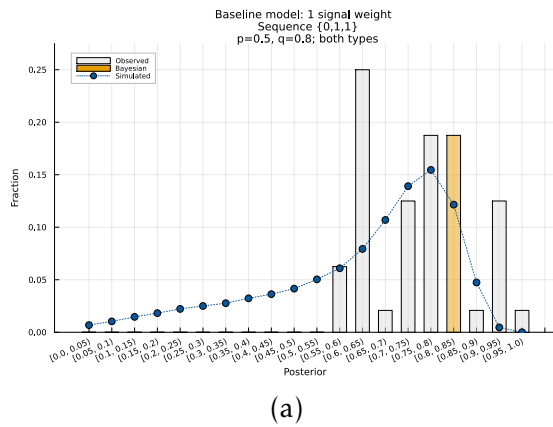 Baseline model: 1 signal weight
Sequence {0,1,1}
p=0.5, q=0.8; both types
Observed
Bayesian
Simulated
0.25
0.20
0.15
0.10
0.05
0.00
Fraction
[0.0, 0.05)
[0.05, 0.1)
[0.1, 0.15)
[0.15, 0.2)
[0.2, 0.25)
[0.25, 0.3)
[0.3, 0.35)
[0.35, 0.4)
[0.4, 0.45)
[0.45, 0.5)
[0.5, 0.55)
[0.55, 0.6)
[0.6, 0.65)
[0.65, 0.7)
[0.7, 0.75)
[0.75, 0.8)
[0.8, 0.85)
[0.85, 0.9)
[0.9, 0.95)
[0.95, 1.0)
Posterior
(a)